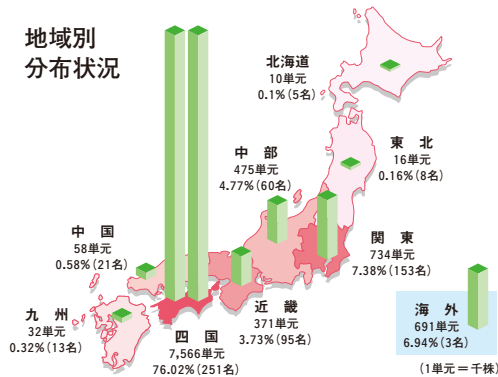 地域別
分布状況
北海道
10単元
0.1%(5名)
東 北
16単元
0.16%(8名)
中 部
475単元
4.77%(60名)
関 東
734単元
7.38%(153名)
中 国
58単元
0.58%(21名)
九 州
32単元
0.32%(13名)
四 国
7,566単元
76.02%(251名)
近 畿
371単元
3.73%(95名)
海 外
691単元
6.94%(3名)
(1単元=千株)